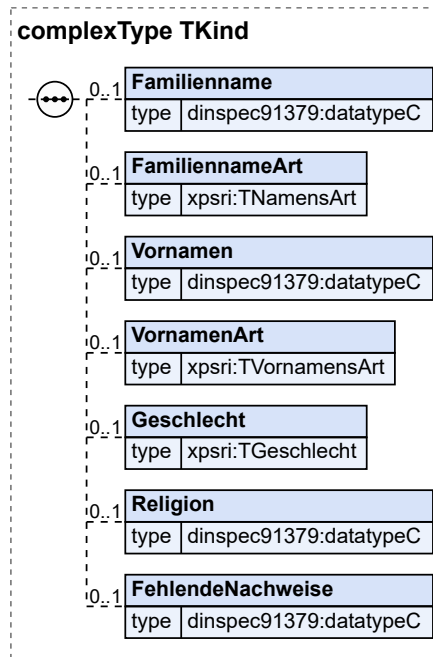 complexType TKind
0..1 Familienname
type dinspec91379:datatypeC
0..1 FamiliennameArt
type xpsri:TNamensArt
0..1 Vornamen
type dinspec91379:datatypeC
0..1 VornamenArt
type xpsri:TVornamensArt
0..1 Geschlecht
type xpsri:TGeschlecht
0..1 Religion
type dinspec91379:datatypeC
0..1 FehlendeNachweise
type dinspec91379:datatypeC